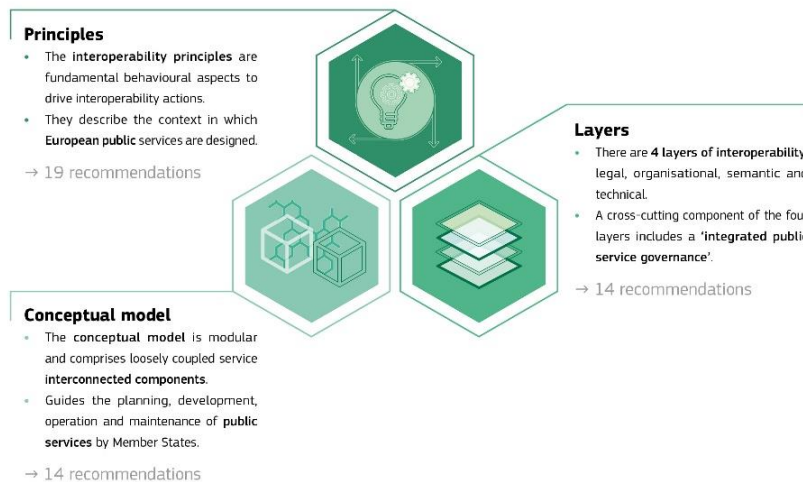 Principles
• The interoperability principles are
fundamental behavioural aspects to
drive interoperability actions.
• They describe the context in which
European public services are designed.
→ 19 recommendations
Layers
• There are 4 layers of interoperability
legal, organisational, semantic and
technical.
• A cross-cutting component of the four
layers includes a ‘integrated public
service governance’.
→ 14 recommendations
Conceptual model
• The conceptual model is modular
and comprises loosely coupled service
interconnected components.
• Guides the planning, development,
operation and maintenance of public
services by Member States.
→ 14 recommendations